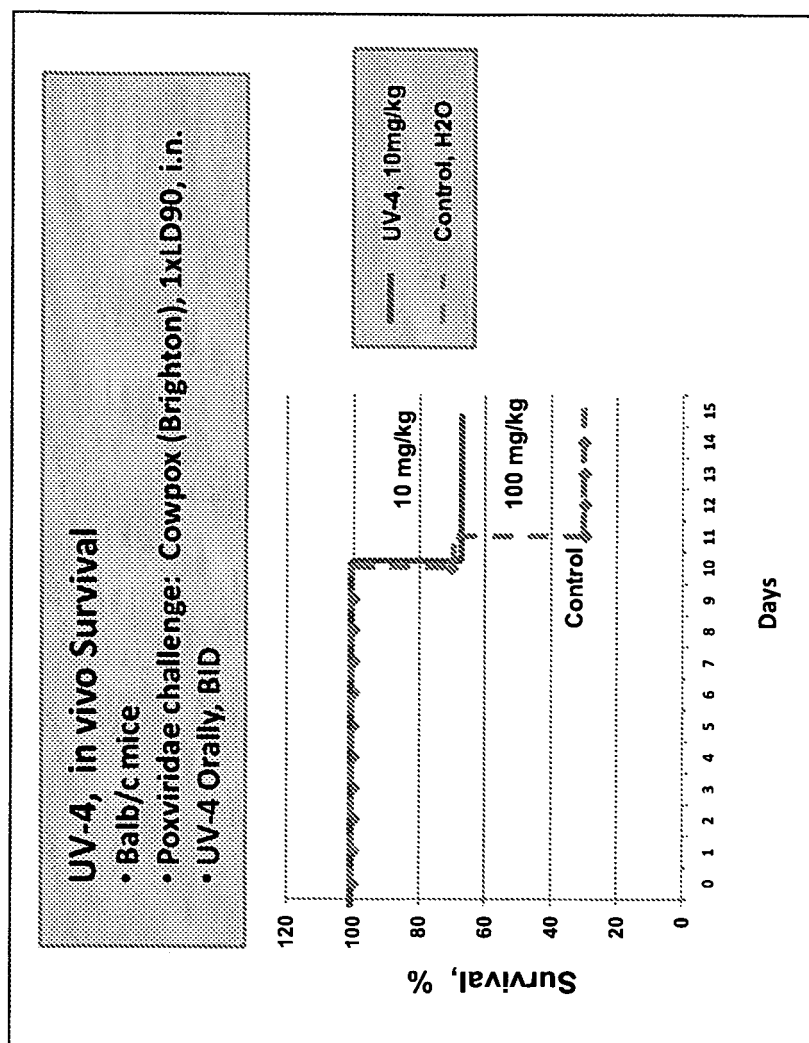 UV-4, in vivo Survival
• Balb/c mice
• Poxviridae challenge: Cowpox (Brighton), 1xLD90, i.n.
• UV-4 Orally, BID
UV-4, 10mg/kg
Control, H2O
Survival, %
120
100
80
60
40
20
0
10 mg/kg
100 mg/kg
Control
0 1 2 3 4 5 6 7 8 9 10 11 12 13 14 15
Days